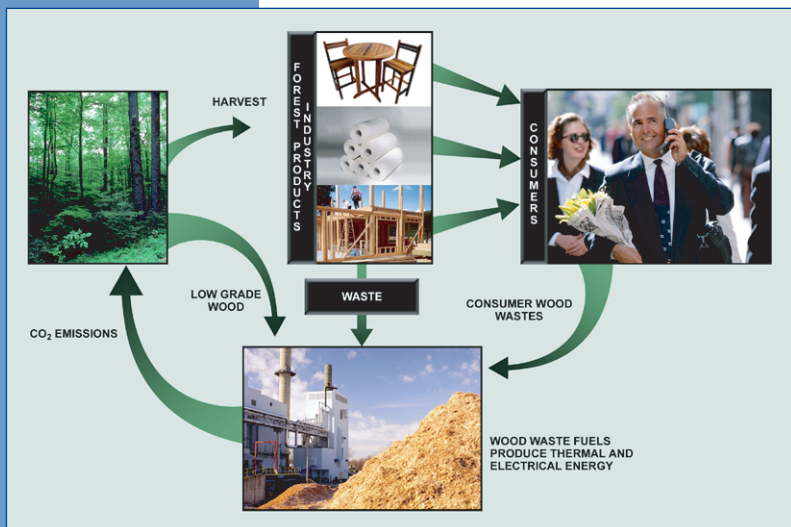 HARVEST
FOREST PRODUCTS
INDUSTRY
CONSUMERS
LOW GRADE
WOOD
WASTE
CONSUMER WOOD
WASTES
CO₂ EMISSIONS
WOOD WASTE FUELS
PRODUCE THERMAL AND
ELECTRICAL ENERGY